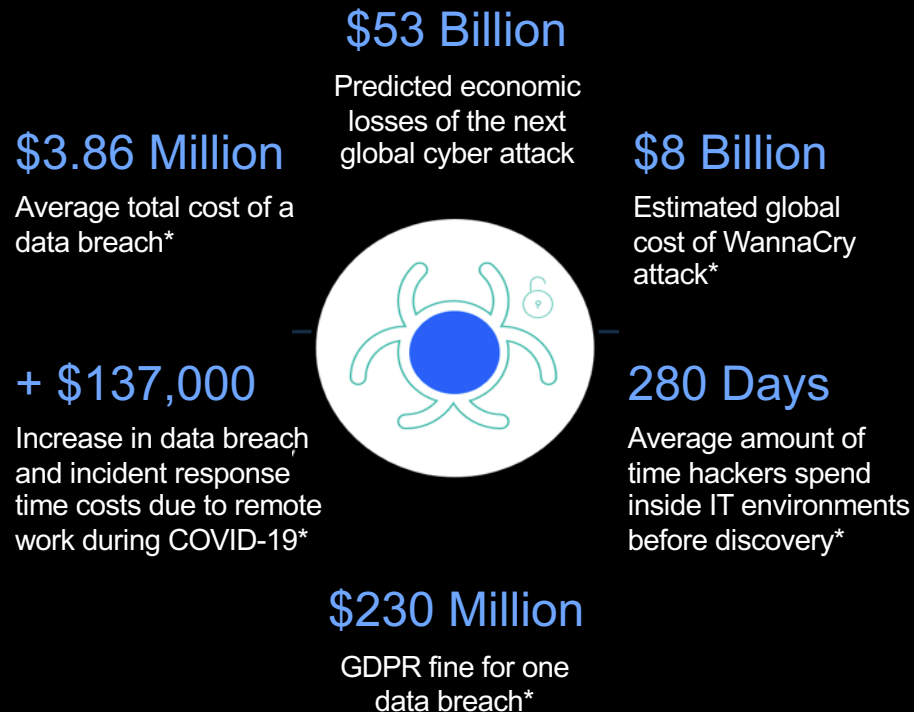 $53 Billion
Predicted economic
losses of the next
global cyber attack
$3.86 Million
Average total cost of a
data breach*
$8 Billion
Estimated global
cost of WannaCry
attack*
+ $137,000
Increase in data breach
and incident response
time costs due to remote
work during COVID-19*
280 Days
Average amount of
time hackers spend
inside IT environments
before discovery*
$230 Million
GDPR fine for one
data breach*